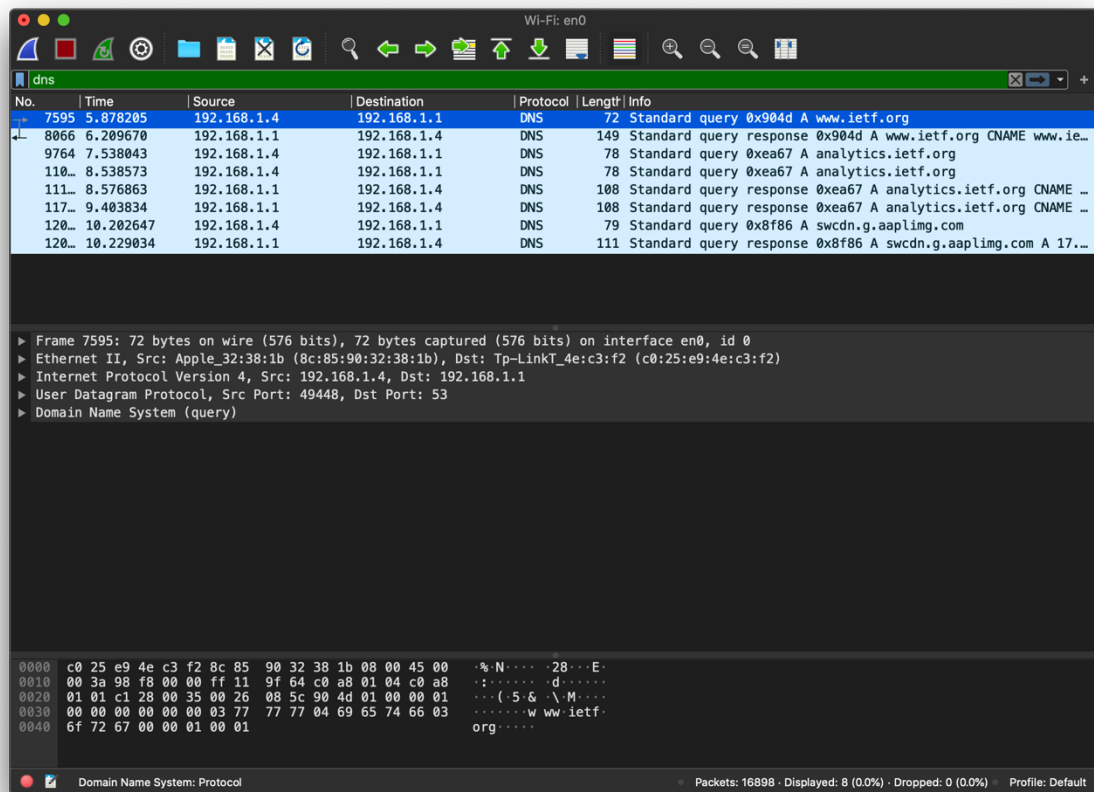 Wi-Fi: en0
dns
No. Time Source Destination Protocol Length Info
7595 5.878205 192.168.1.4 192.168.1.1 DNS 72 Standard query 0x904d A www.ietf.org
8066 6.209670 192.168.1.1 192.168.1.4 DNS 149 Standard query response 0x904d A www.ietf.org CNAME www.ie…
9764 7.538043 192.168.1.4 192.168.1.1 DNS 78 Standard query 0xea67 A analytics.ietf.org
110… 8.538573 192.168.1.4 192.168.1.1 DNS 78 Standard query 0xea67 A analytics.ietf.org
111… 8.576863 192.168.1.1 192.168.1.4 DNS 108 Standard query response 0xea67 A analytics.ietf.org CNAME …
117… 9.403834 192.168.1.1 192.168.1.4 DNS 108 Standard query response 0xea67 A analytics.ietf.org CNAME …
120… 10.202647 192.168.1.4 192.168.1.1 DNS 79 Standard query 0x8f86 A swcdn.g.aaplimg.com
120… 10.229034 192.168.1.1 192.168.1.4 DNS 111 Standard query response 0x8f86 A swcdn.g.aaplimg.com A 17.…
Frame 7595: 72 bytes on wire (576 bits), 72 bytes captured (576 bits) on interface en0, id 0
Ethernet II, Src: Apple_32:38:1b (8c:85:90:32:38:1b), Dst: Tp-LinkT_4e:c3:f2 (c0:25:e9:4e:c3:f2)
Internet Protocol Version 4, Src: 192.168.1.4, Dst: 192.168.1.1
User Datagram Protocol, Src Port: 49448, Dst Port: 53
Domain Name System (query)
0000 c0 25 e9 4e c3 f2 8c 85 90 32 38 1b 08 00 45 00 ·%·N···· ·28···E·
0010 00 3a 98 f8 00 00 ff 11 9f 64 c0 a8 01 04 c0 a8 ·:······ ·d······
0020 01 01 c1 28 00 35 00 26 08 5c 90 4d 01 00 00 01 ···(·5·& ·\·M····
0030 00 00 00 00 00 00 03 77 77 77 04 69 65 74 66 03 ·······w ww·ietf·
0040 6f 72 67 00 00 01 00 01 org·····
Domain Name System: Protocol Packets: 16898 · Displayed: 8 (0.0%) · Dropped: 0 (0.0%) Profile: Default